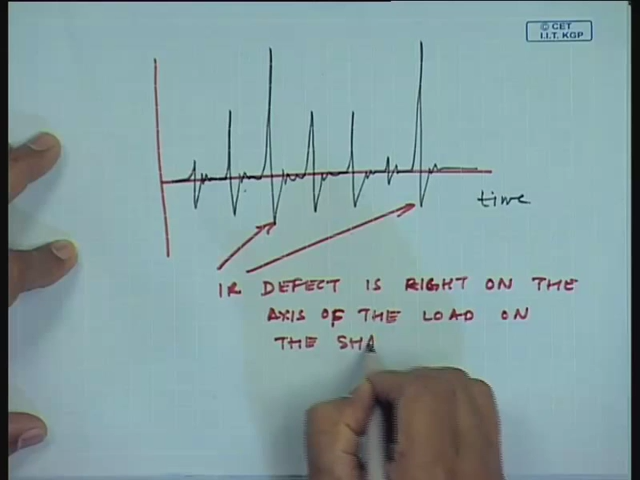 © CET
I.I.T. KGP
time
IR DEFECT IS RIGHT ON THE
AXIS OF THE LOAD ON
THE SHA